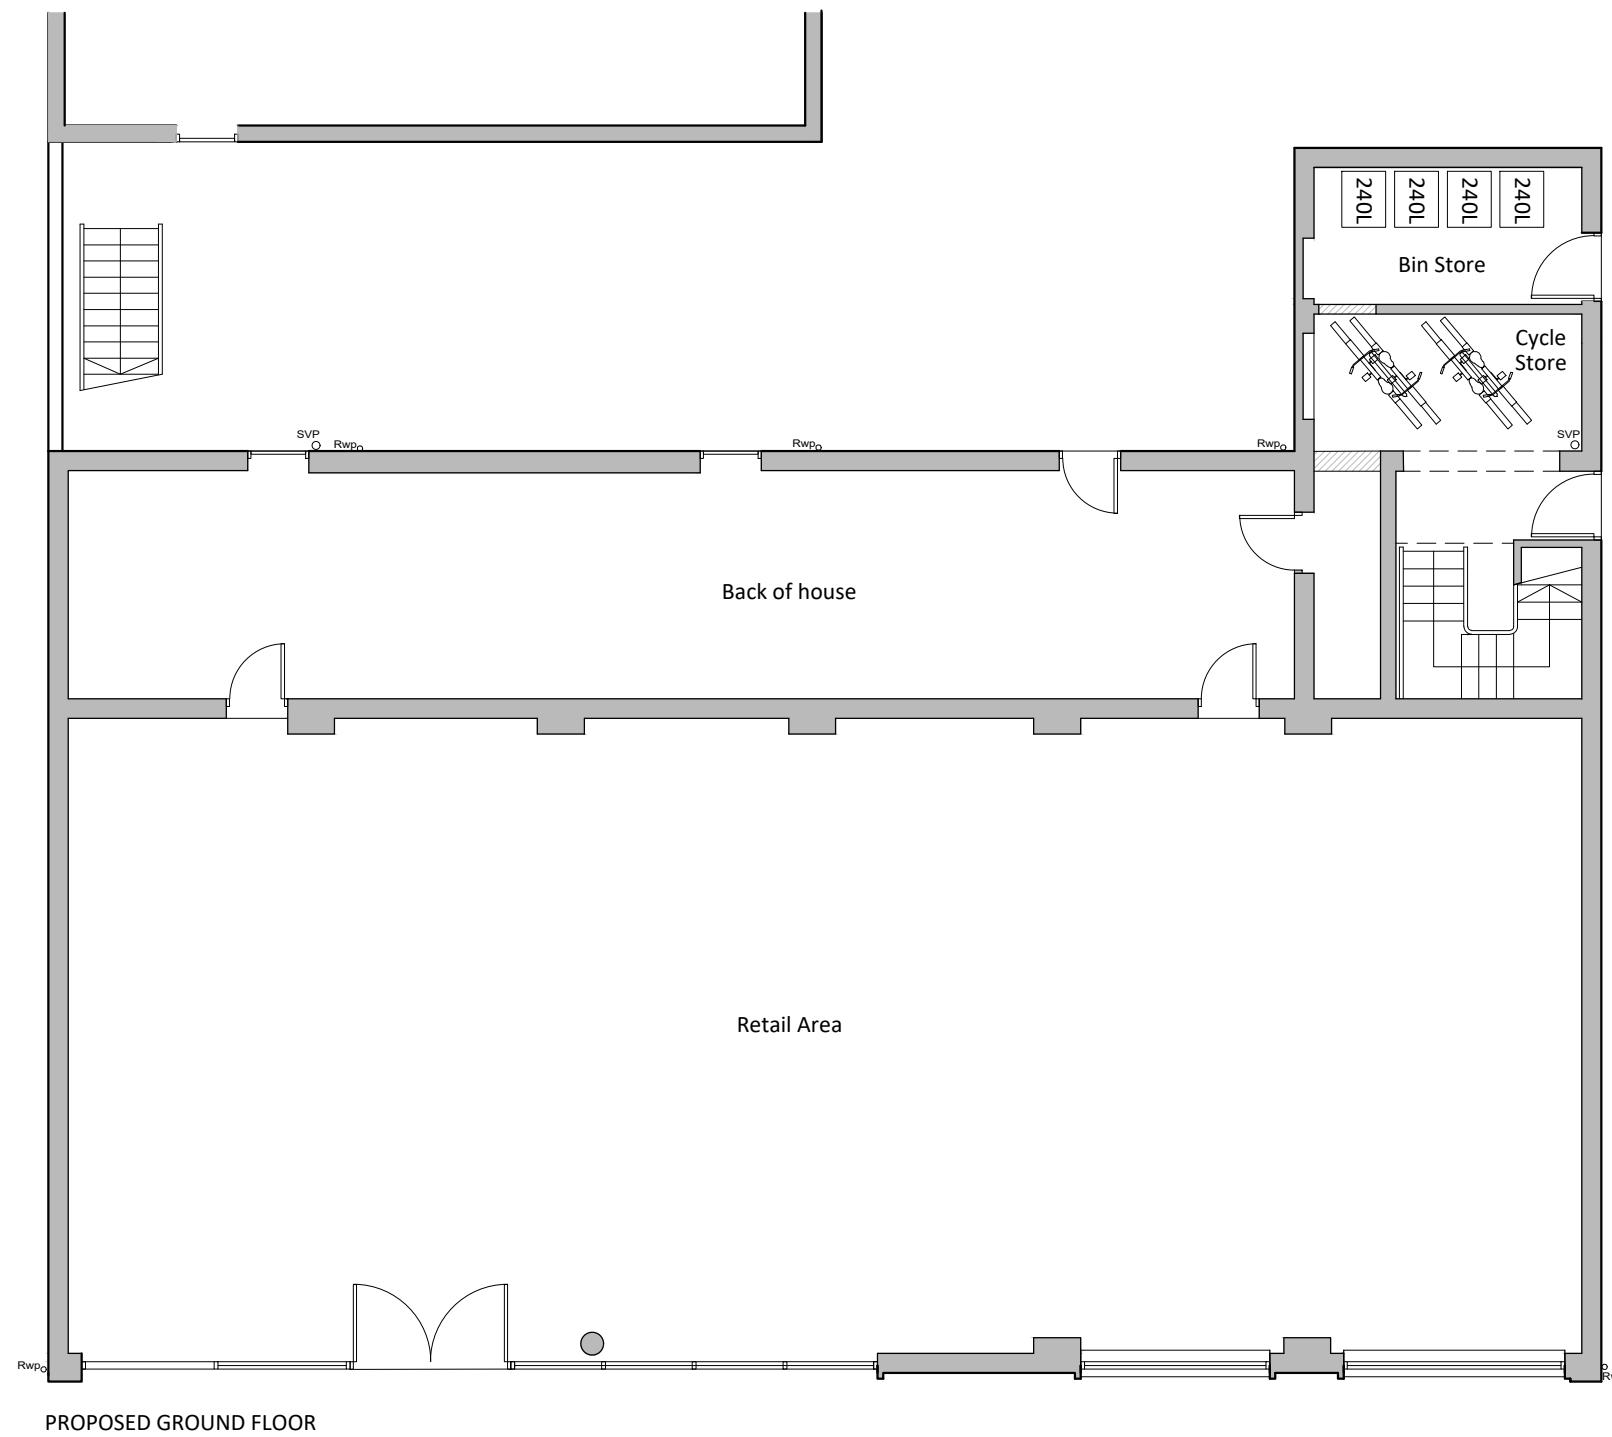 240L
240L
240L
240L
Bin Store
Cycle
Store
SVP
Rwp
Rwp
Rwp
SVP
Back of house
Retail Area
Rwp
PROPOSED GROUND FLOOR